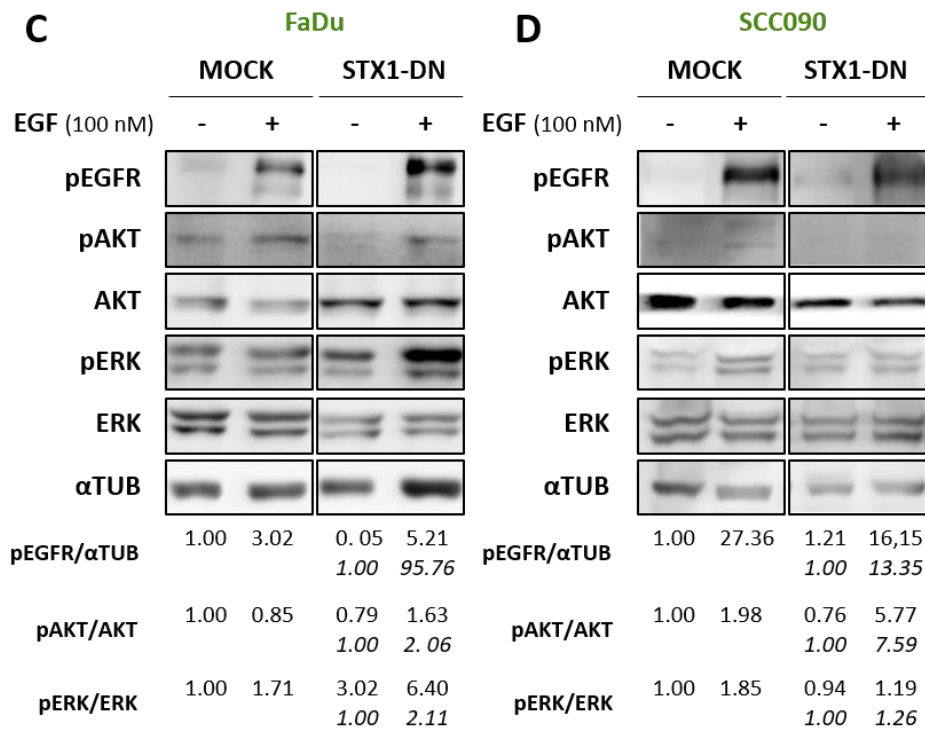 C FaDu
MOCK STX1-DN
EGF (100 nM) - + - +
pEGFR
pAKT
AKT
pERK
ERK
αTUB
pEGFR/αTUB 1.00 3.02 0. 05 5.21
1.00 95.76
pAKT/AKT 1.00 0.85 0.79 1.63
1.00 2. 06
pERK/ERK 1.00 1.71 3.02 6.40
1.00 2.11
D SCC090
MOCK STX1-DN
EGF (100 nM) - + - +
pEGFR
pAKT
AKT
pERK
ERK
αTUB
pEGFR/αTUB 1.00 27.36 1.21 16,15
1.00 13.35
pAKT/AKT 1.00 1.98 0.76 5.77
1.00 7.59
pERK/ERK 1.00 1.85 0.94 1.19
1.00 1.26